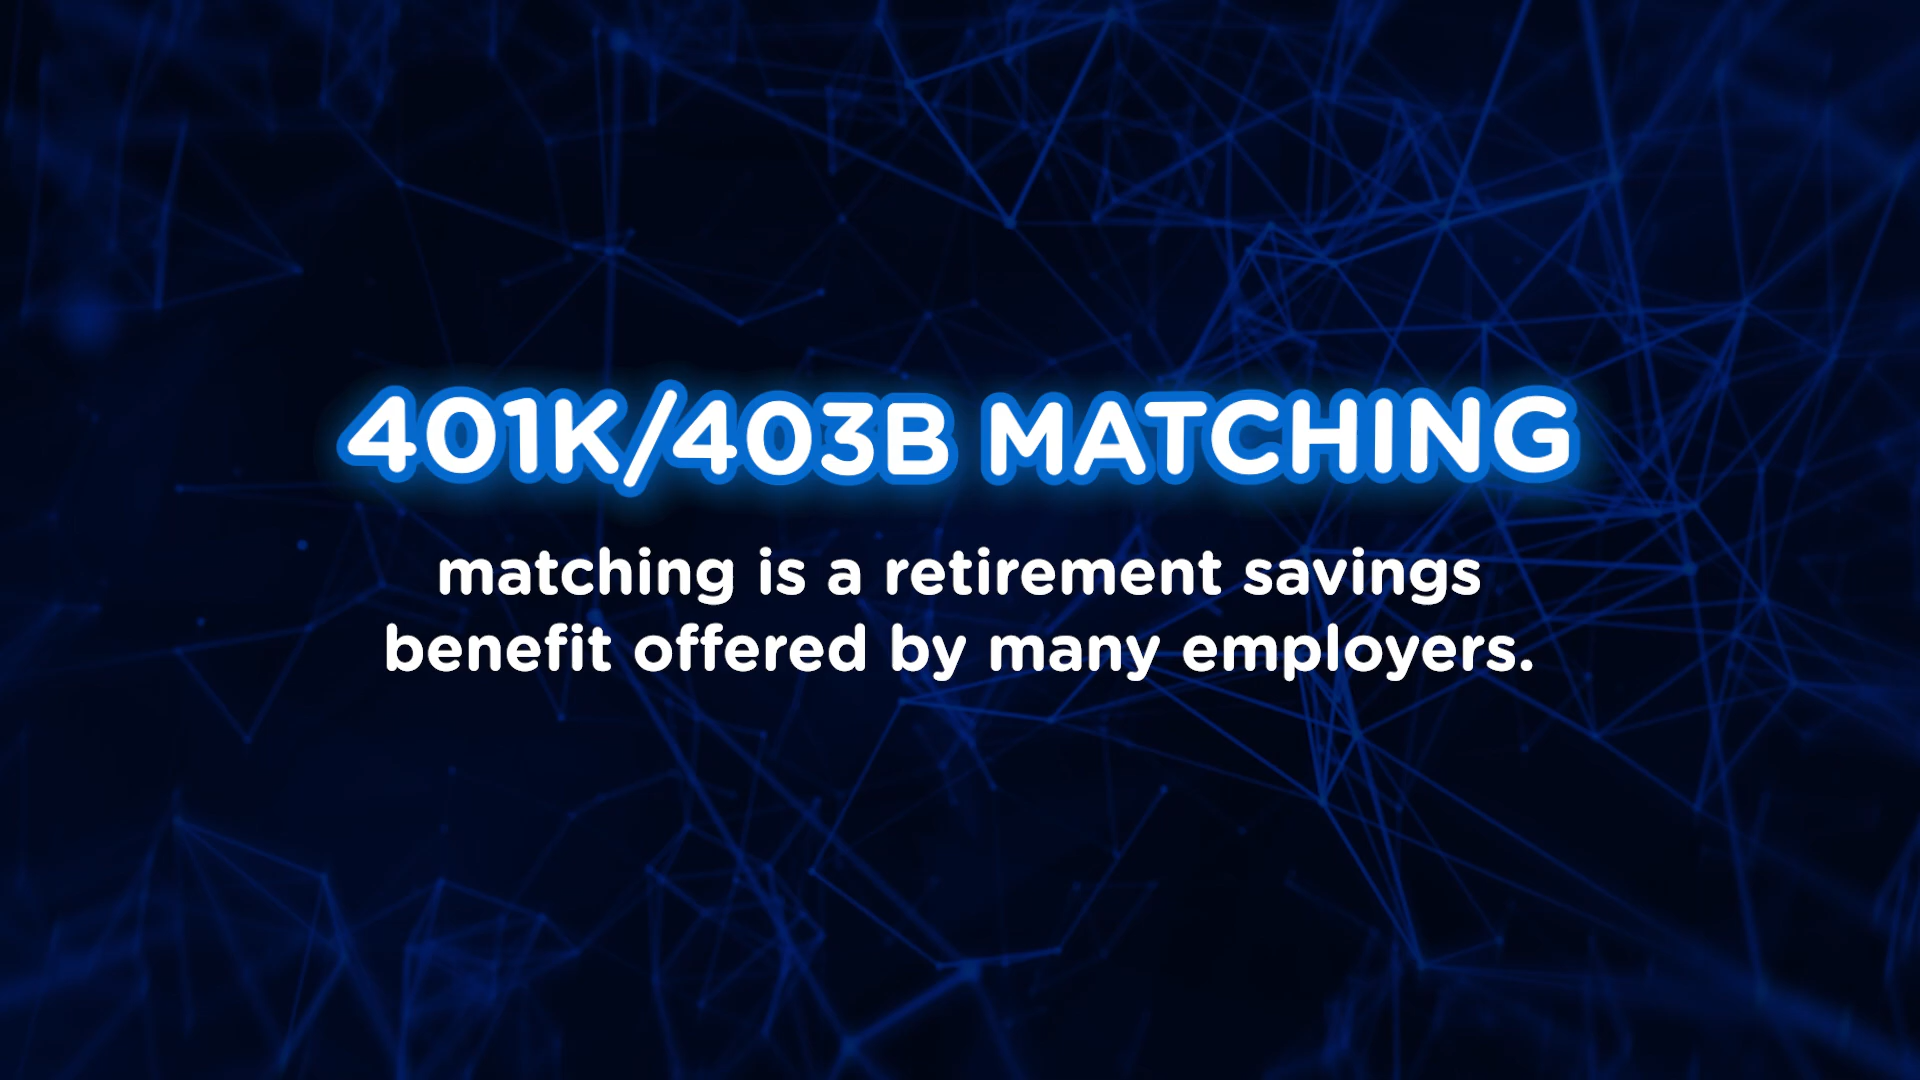 401K/403B MATCHING
matching is a retirement savings
benefit offered by many employers.